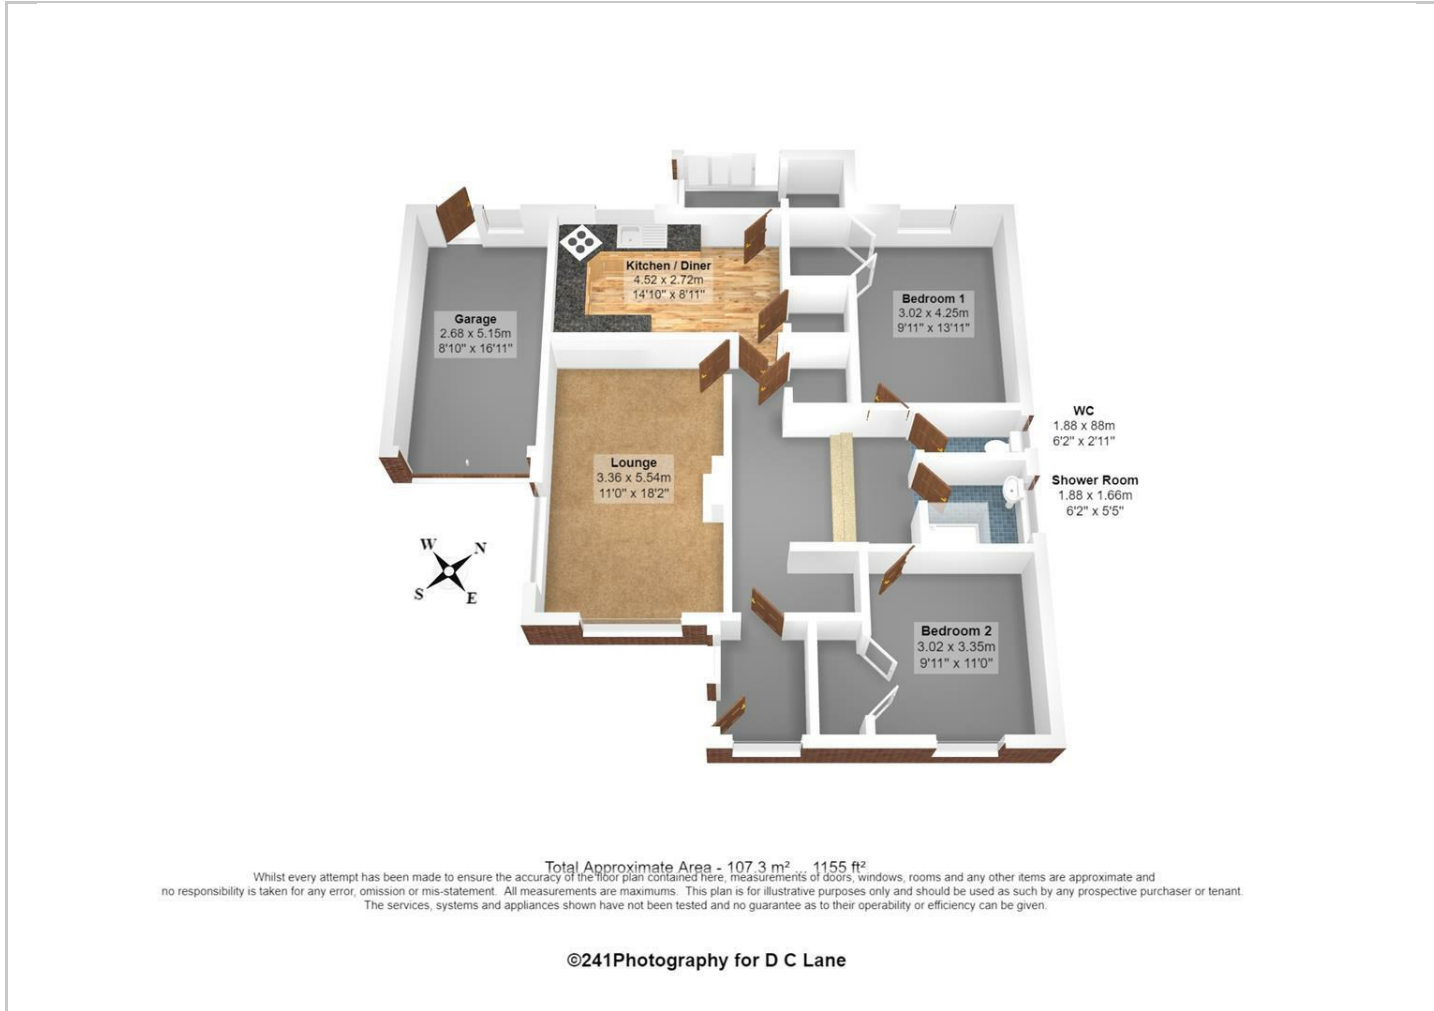 Kitchen / Diner
4.52 x 2.72m
14'10" x 8'11"
Bedroom 1
3.02 x 4.25m
9'11" x 13'11"
Garage
2.68 x 5.15m
8'10" x 16'11"
WC
1.88 x 88m
6'2" x 2'11"
Lounge
3.36 x 5.54m
11'0" x 18'2"
Shower Room
1.88 x 1.66m
6'2" x 5'5"
W N
S E
Bedroom 2
3.02 x 3.35m
9'11" x 11'0"
Total Approximate Area - 107.3 m² ... 1155 ft²
Whilst every attempt has been made to ensure the accuracy of the floor plan contained here, measurements of doors, windows, rooms and any other items are approximate and
no responsibility is taken for any error, omission or mis-statement. All measurements are maximums. This plan is for illustrative purposes only and should be used as such by any prospective purchaser or tenant.
The services, systems and appliances shown have not been tested and no guarantee as to their operability or efficiency can be given.
©241Photography for D C Lane